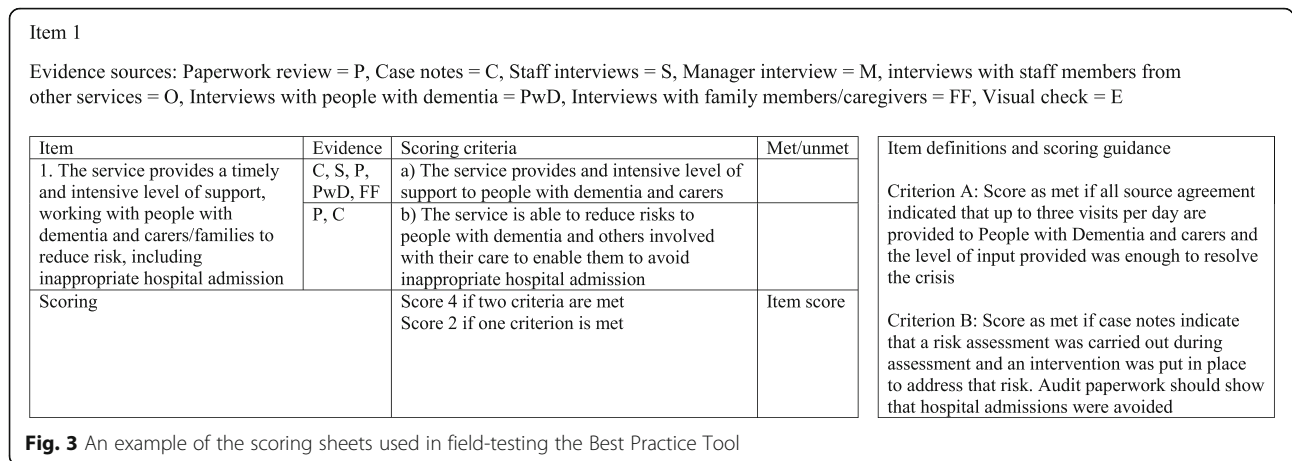 Item 1
Evidence sources: Paperwork review = P, Case notes = C, Staff interviews = S, Manager interview = M, interviews with staff members from
other services = O, Interviews with people with dementia = PwD, Interviews with family members/caregivers = FF, Visual check = E
Item
Evidence
Scoring criteria
Met/unmet
1. The service provides a timely
and intensive level of support,
working with people with
dementia and carers/families to
reduce risk, including
inappropriate hospital admission
C, S, P,
PwD, FF
a) The service provides and intensive level of
support to people with dementia and carers
P, C
b) The service is able to reduce risks to
people with dementia and others involved
with their care to enable them to avoid
inappropriate hospital admission
Scoring
Score 4 if two criteria are met
Score 2 if one criterion is met
Item score
Item definitions and scoring guidance
Criterion A: Score as met if all source agreement
indicated that up to three visits per day are
provided to People with Dementia and carers and
the level of input provided was enough to resolve
the crisis
Criterion B: Score as met if case notes indicate
that a risk assessment was carried out during
assessment and an intervention was put in place
to address that risk. Audit paperwork should show
that hospital admissions were avoided
Fig. 3 An example of the scoring sheets used in field-testing the Best Practice Tool